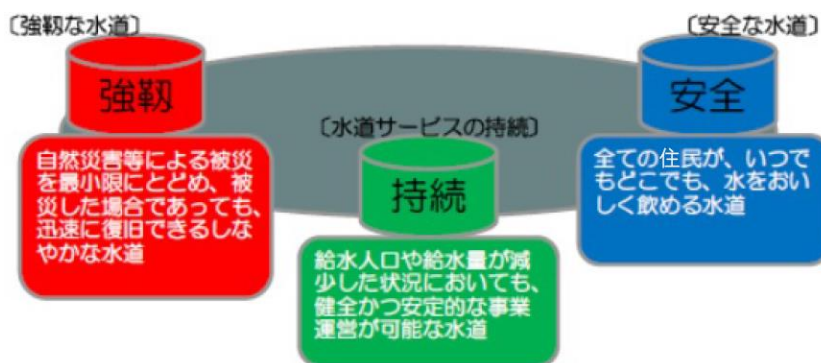 〔強靱な水道〕
強靱
自然災害等による被災
を最小限にとどめ、被
災した場合であっても、
迅速に復旧できるしな
やかな水道
〔水道サービスの持続〕
持続
給水人口や給水量が減
少した状況においても、
健全かつ安定的な事業
運営が可能な水道
〔安全な水道〕
安全
全ての住民が、いつで
もどこでも、水をおい
しく飲める水道